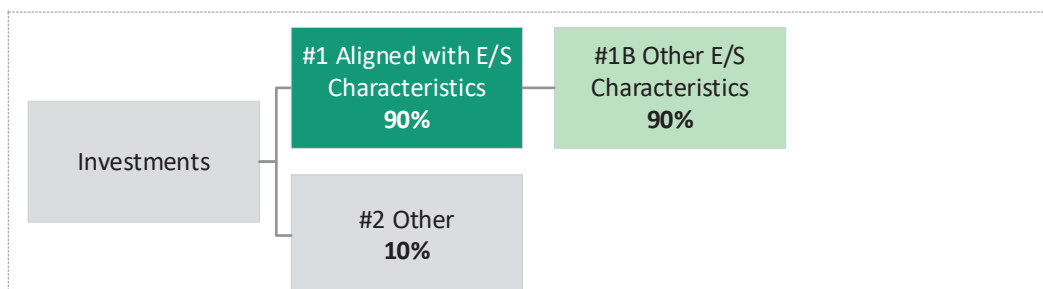 #1 Aligned with E/S
Characteristics
90%
#1B Other E/S
Characteristics
90%
Investments
#2 Other
10%